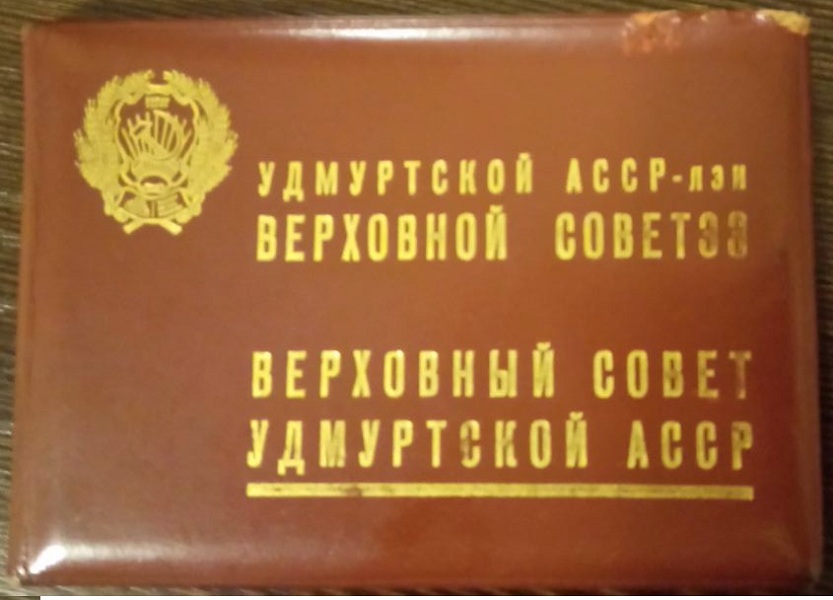 УДМУРТСКОЙ АССР-лэн
ВЕРХОВНОЙ СОВЕТЭЗ
ВЕРХОВНЫЙ СОВЕТ
УДМУРТСКОЙ АССР